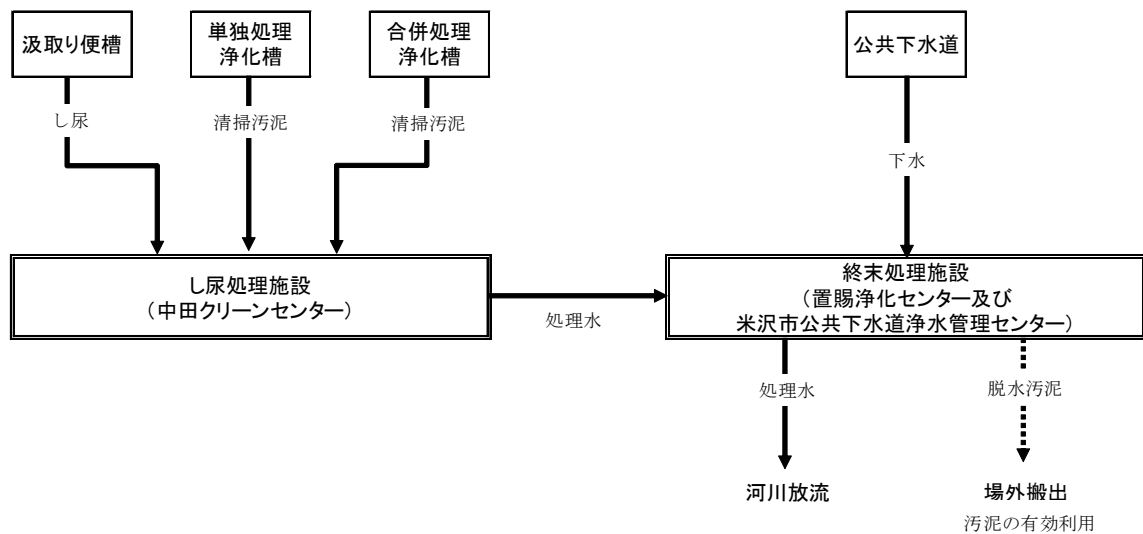 汲取り便槽
単独処理
浄化槽
合併処理
浄化槽
公共下水道
し尿
清掃汚泥
清掃汚泥
下水
し尿処理施設
(中田クリーンセンター)
処理水
終末処理施設
(置賜浄化センター及び
米沢市公共下水道浄水管理センター)
処理水
脱水汚泥
河川放流
場外搬出
汚泥の有効利用